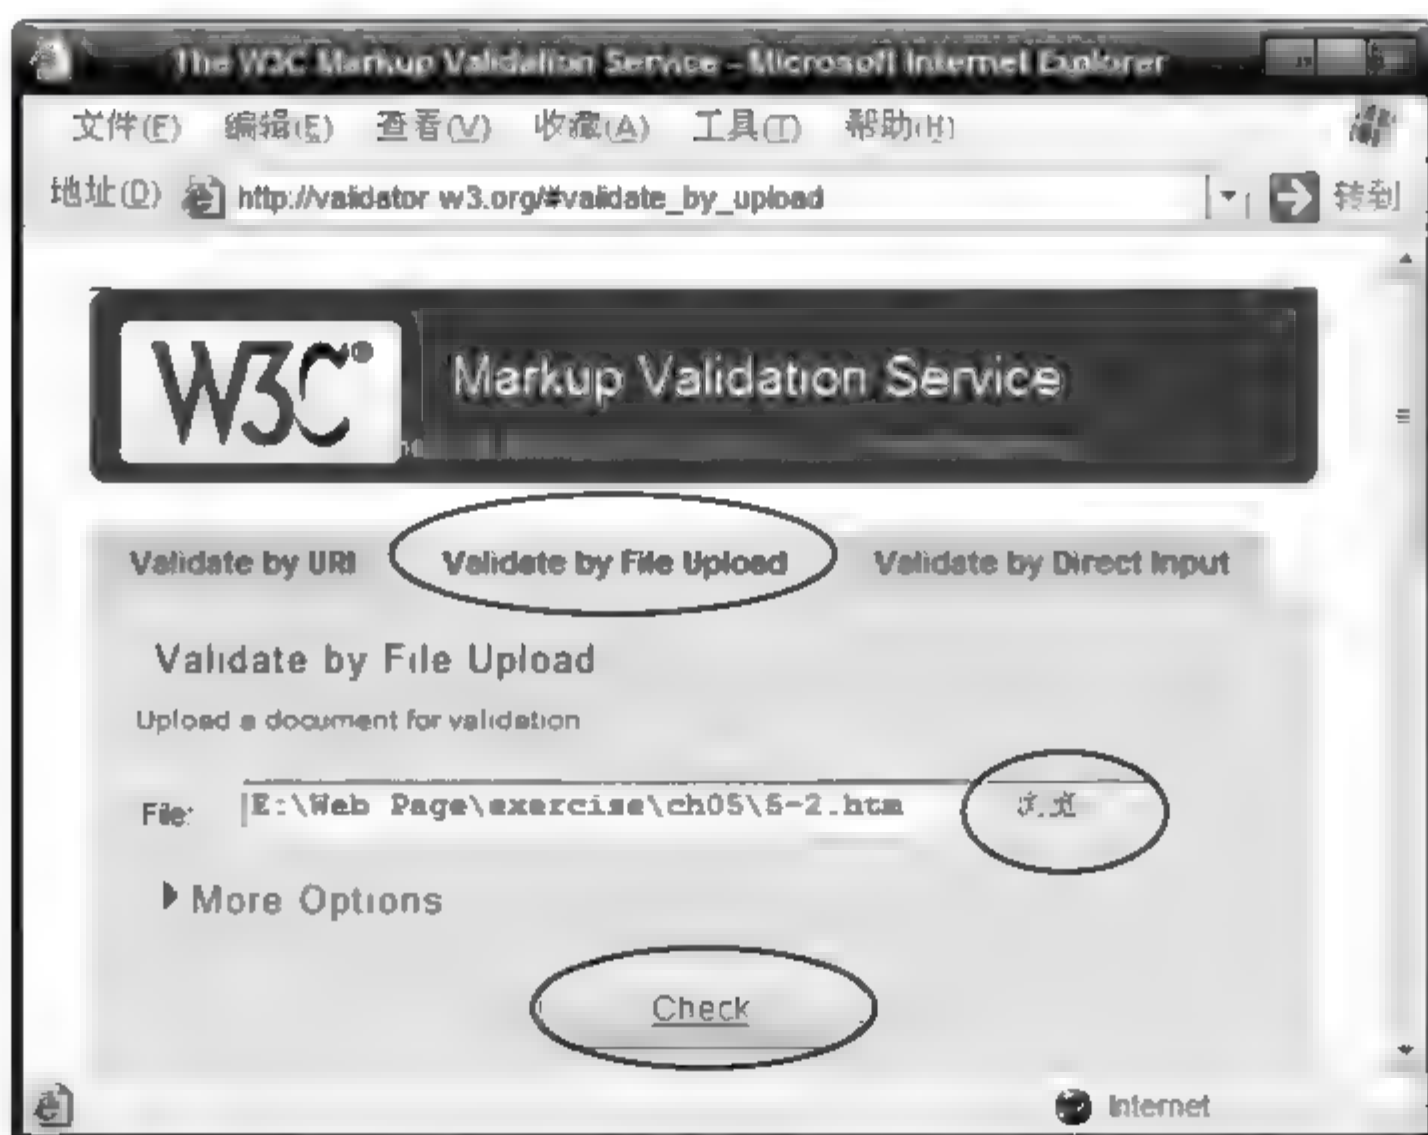 The W3C Markup Validation Service - Microsoft Internet Explorer
文件(F) 编辑(E) 查看(V) 收藏(A) 工具(T) 帮助(H)
地址(D) http://validator w3.org/#validate_by_upload 转到
W3C® Markup Validation Service
Validate by URI Validate by File Upload Validate by Direct Input
Validate by File Upload
Upload a document for validation
File: E:\Web Page\exercise\ch05\5-2.htm
More Options
Check
Internet